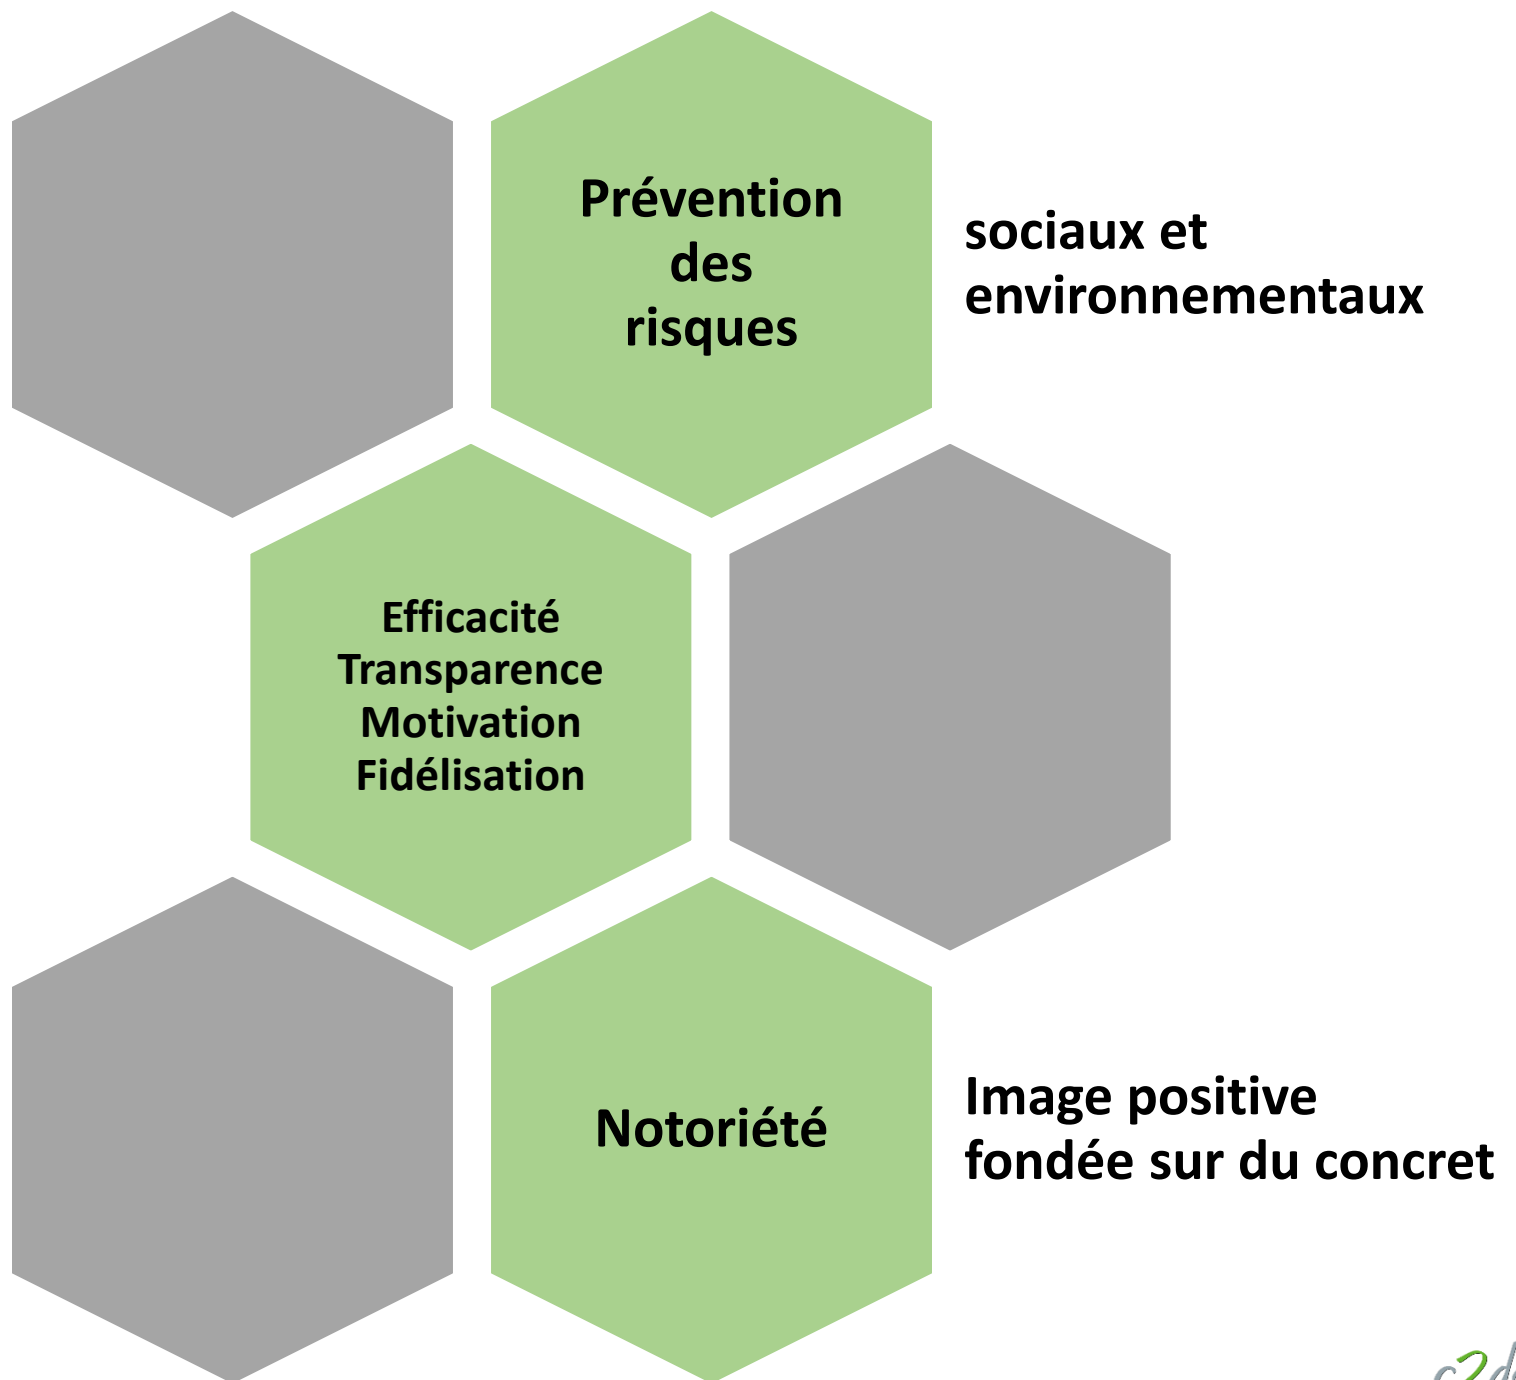 Prévention
des
risques
sociaux et
environnementaux
Efficacité
Transparence
Motivation
Fidélisation
Notoriété
Image positive
fondée sur du concret